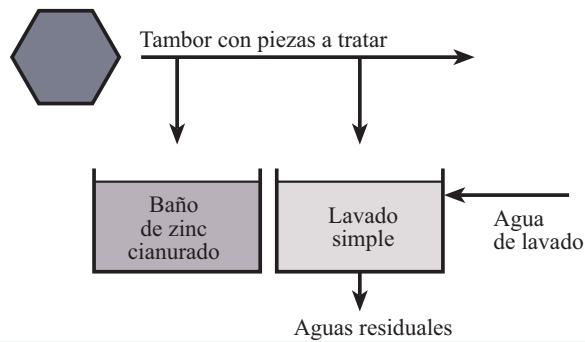 Tambor con piezas a tratar
Baño
de zinc
cianurado
Lavado
simple
Agua
de lavado
Aguas residuales